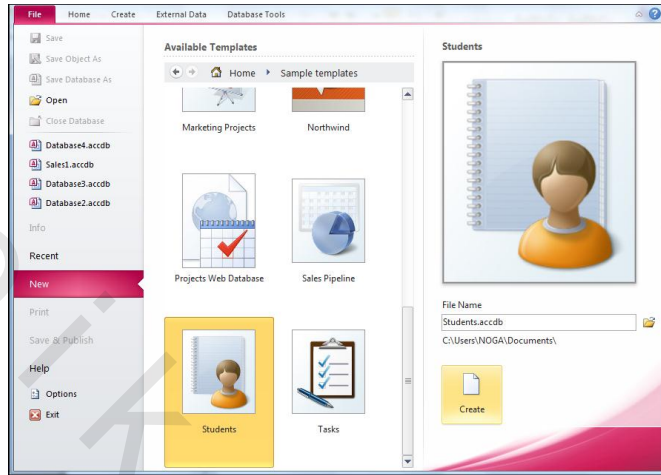 File Home Create External Data Database Tools
Save
Save Object As
Save Database As
Open
Close Database
Database4.accdb
Sales1.accdb
Database3.accdb
Database2.accdb
Info
Recent
New
Print
Save & Publish
Help
Options
Exit
Available Templates
Home Sample templates
Marketing Projects Northwind
Projects Web Database Sales Pipeline
Students Tasks
Students
File Name
Students.accdb
C:\Users\NOGA\Documents\
Create